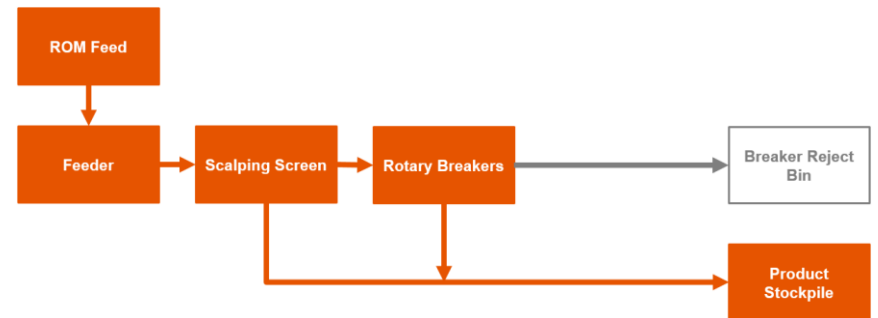 ROM Feed
Feeder
Scalping Screen
Rotary Breakers
Breaker Reject
Bin
Product
Stockpile